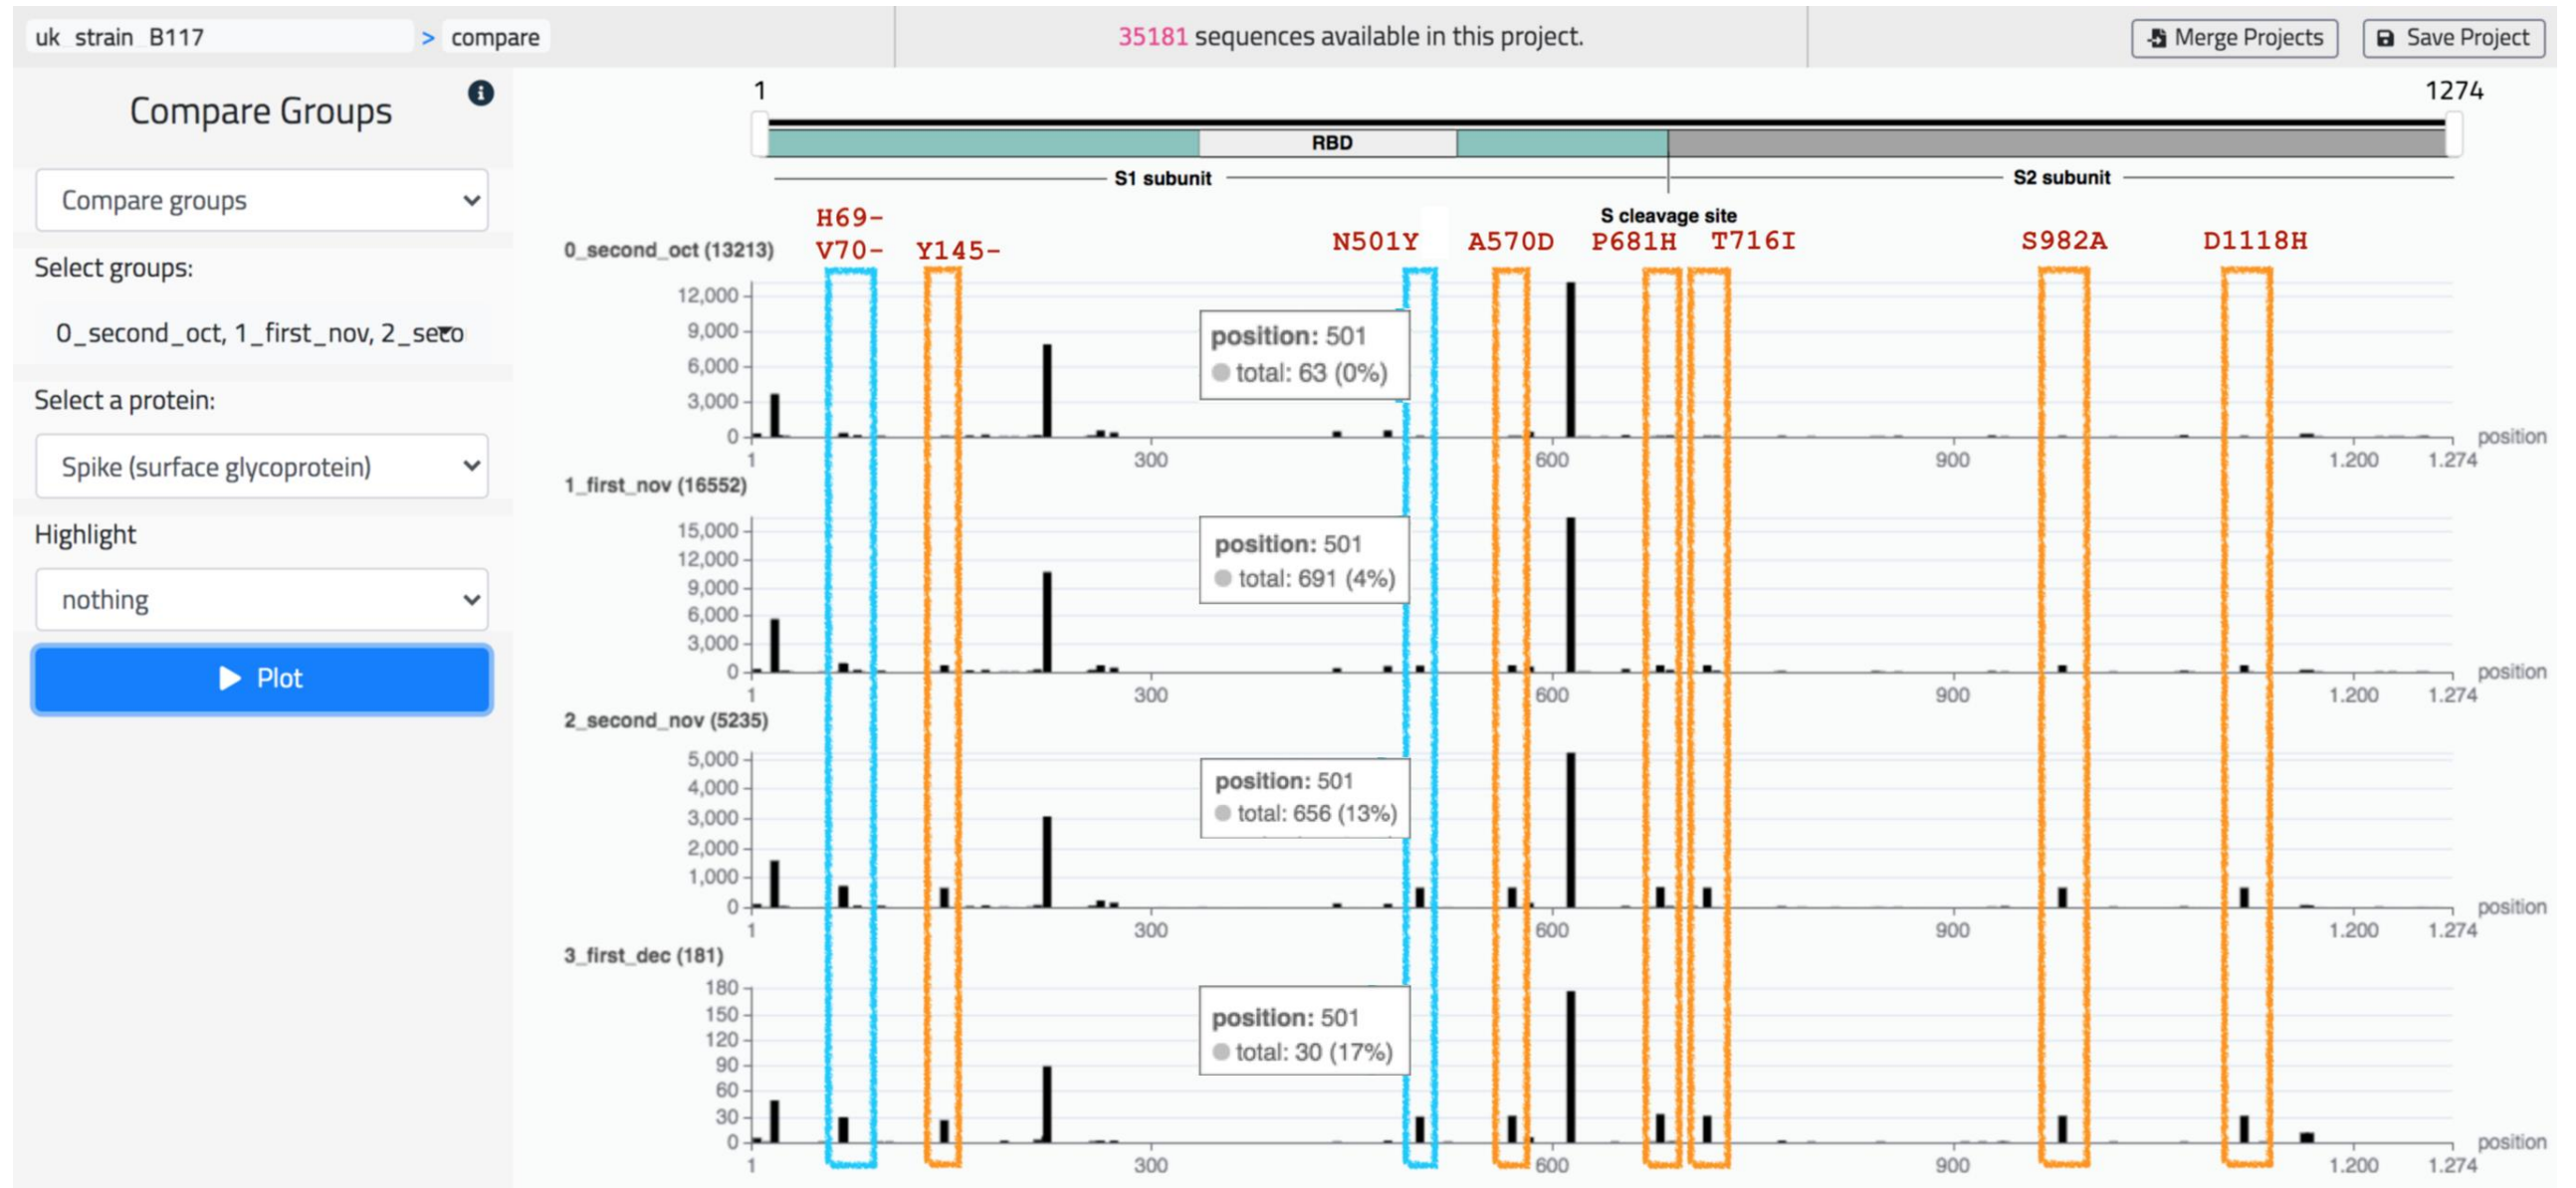 uk strain B117 > compare
35181 sequences available in this project.
Merge Projects
Save Project
Compare Groups
Compare groups
Select groups:
0_second_oct, 1_first_nov, 2_seco
Select a protein:
Spike (surface glycoprotein)
Highlight
nothing
Plot
1
1274
RBD
S1 subunit
S2 subunit
S cleavage site
H69-
V70-
Y145-
N501Y
A570D
P681H
T716I
S982A
D1118H
0_second_oct (13213)
12,000
9,000
6,000
3,000
0
position: 501
total: 63 (0%)
1
300
600
900
1.200
1.274
position
1_first_nov (16552)
15,000
12,000
9,000
6,000
3,000
0
position: 501
total: 691 (4%)
1
300
600
900
1.200
1.274
position
2_second_nov (5235)
5,000
4,000
3,000
2,000
1,000
0
position: 501
total: 656 (13%)
1
300
600
900
1.200
1.274
position
3_first_dec (181)
180
150
120
90
60
30
0
position: 501
total: 30 (17%)
1
300
600
900
1.200
1.274
position